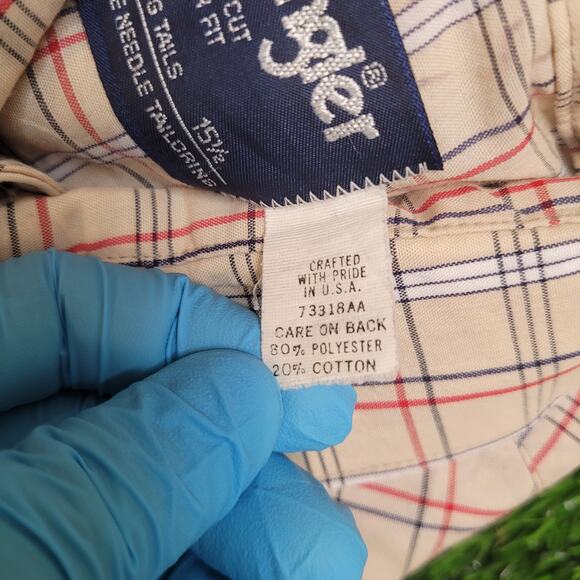 ngler
CUT
FIT
G TAILS 15½
E NEEDLE TAILORING
CRAFTED
WITH PRIDE
IN U.S.A.
73318AA
CARE ON BACK
80% POLYESTER
20% COTTON